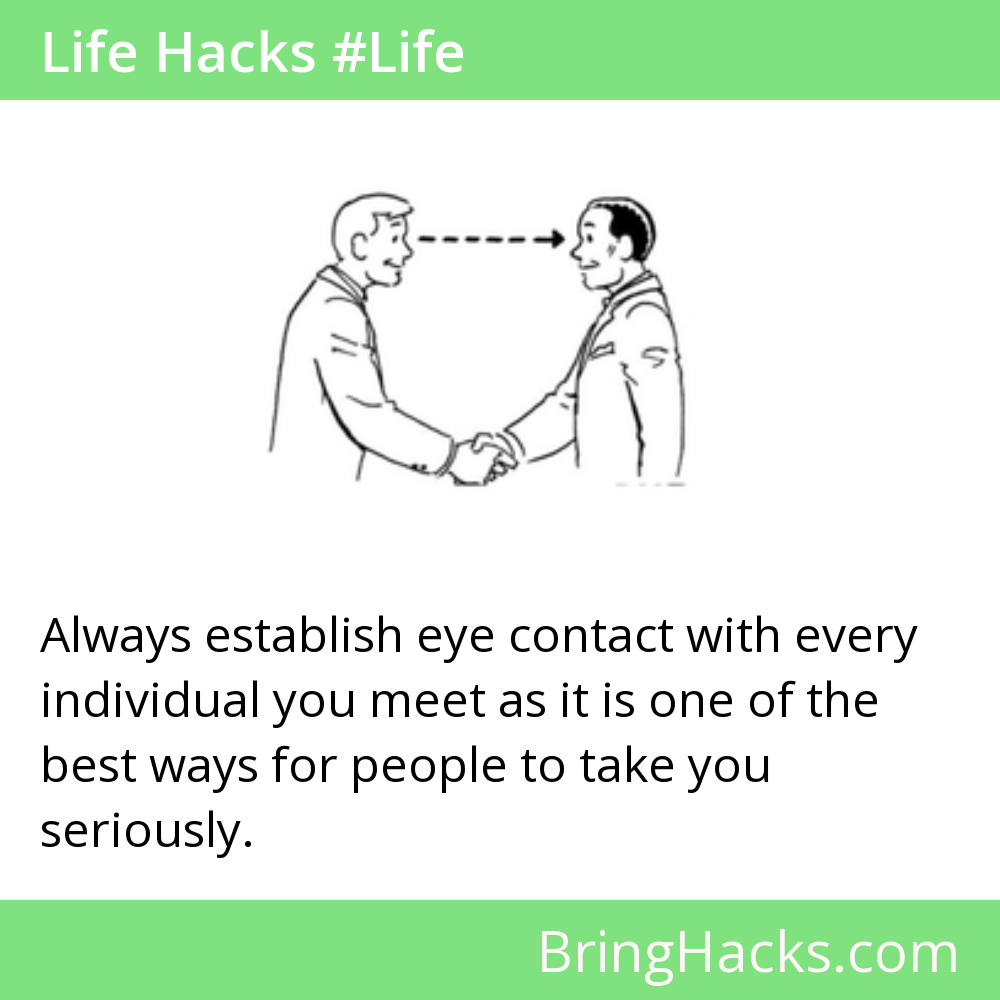 Life Hacks #Life
Always establish eye contact with every
individual you meet as it is one of the
best ways for people to take you
seriously.
BringHacks.com